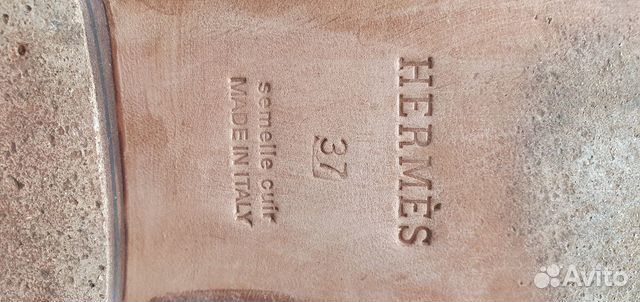 HERMÈS
37
semelle cuir
MADE IN ITALY
Avito